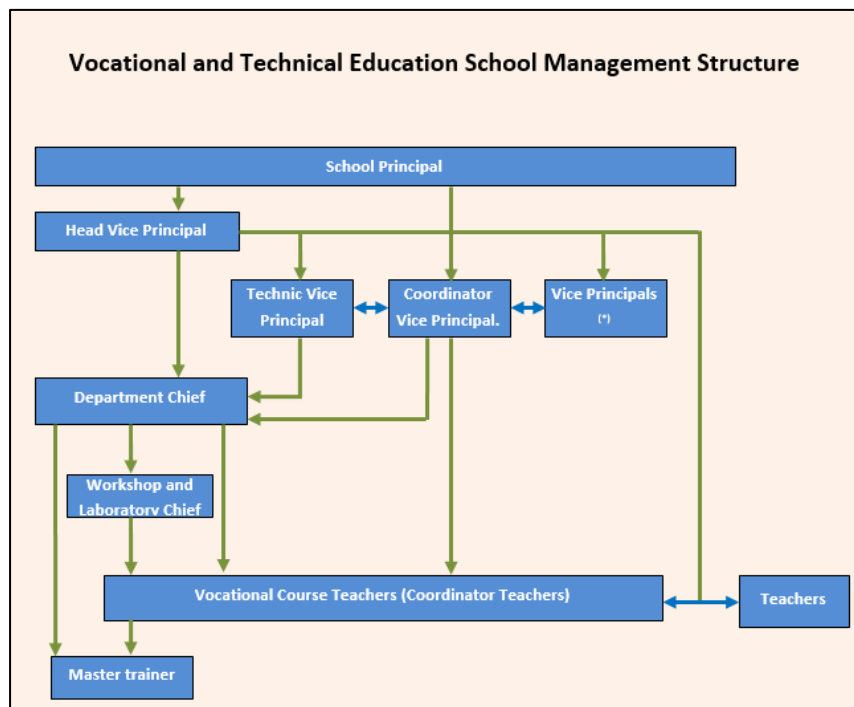 Vocational and Technical Education School Management Structure
School Principal
Head Vice Principal
Technic Vice
Principal
Coordinator
Vice Principal.
Vice Principals
(*)
Department Chief
Workshop and
Laboratory Chief
Vocational Course Teachers (Coordinator Teachers)
Teachers
Master trainer